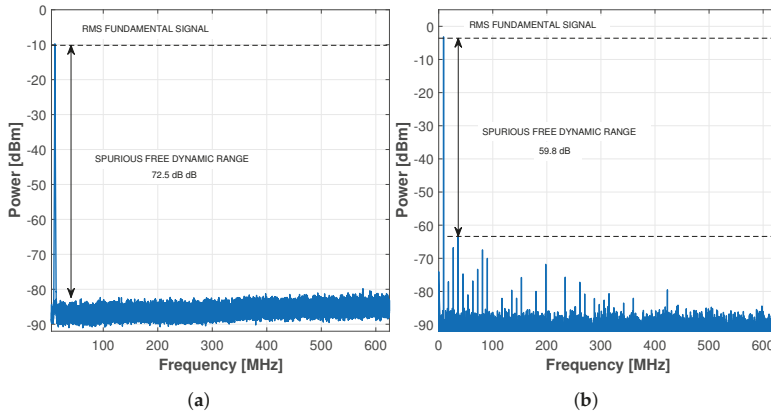 RMS FUNDAMENTAL SIGNAL
SPURIOUS FREE DYNAMIC RANGE
72.5 dB dB
Power [dBm]
0
-10
-20
-30
-40
-50
-60
-70
-80
-90
100 200 300 400 500 600
Frequency [MHz]
(a)
RMS FUNDAMENTAL SIGNAL
SPURIOUS FREE DYNAMIC RANGE
59.8 dB
Power [dBm]
0
-10
-20
-30
-40
-50
-60
-70
-80
-90
0 100 200 300 400 500 600
Frequency [MHz]
(b)